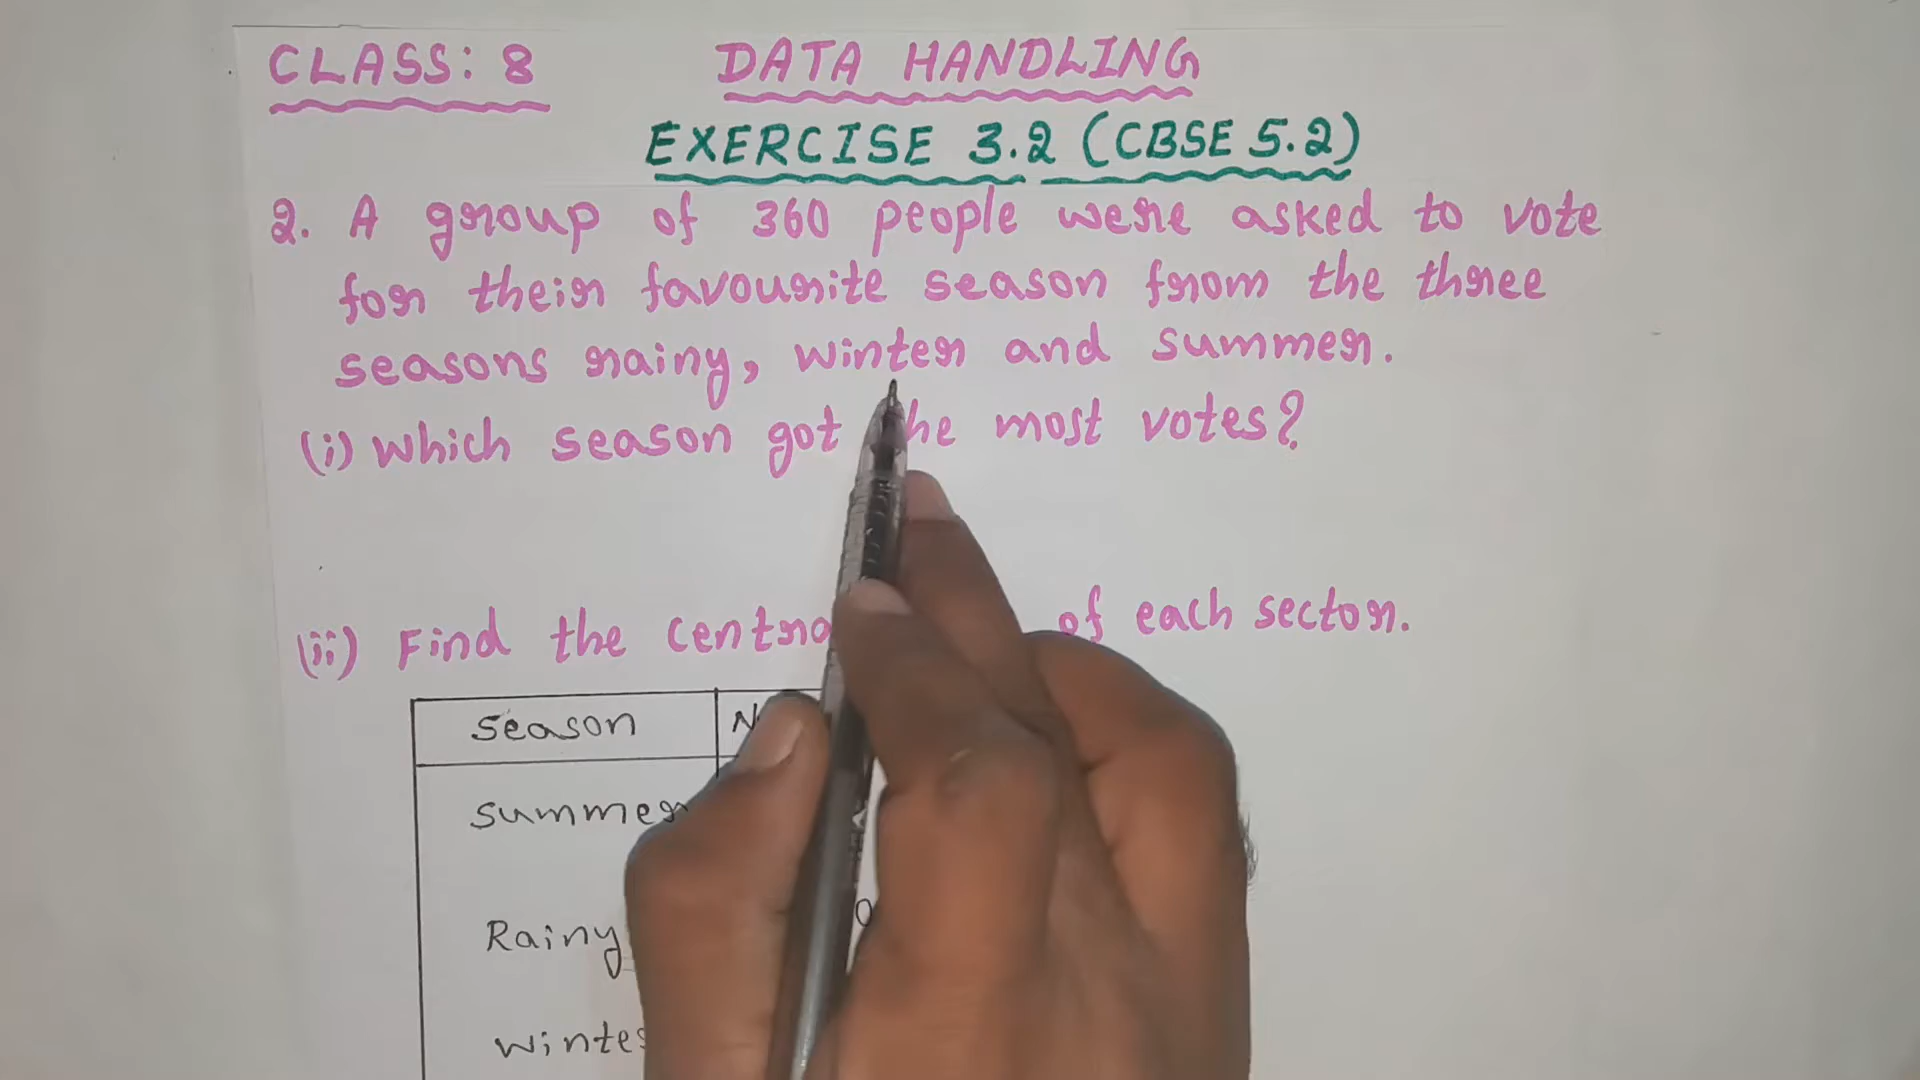 CLASS: 8 DATA HANDLING
EXERCISE 3.2 (CBSE 5.2)
2. A group of 360 people were asked to vote
for their favourite season from the three
seasons rainy, winter and summer.
(i) Which season got the most votes?
(ii) Find the of each sector.
Season
Summer
Rainy